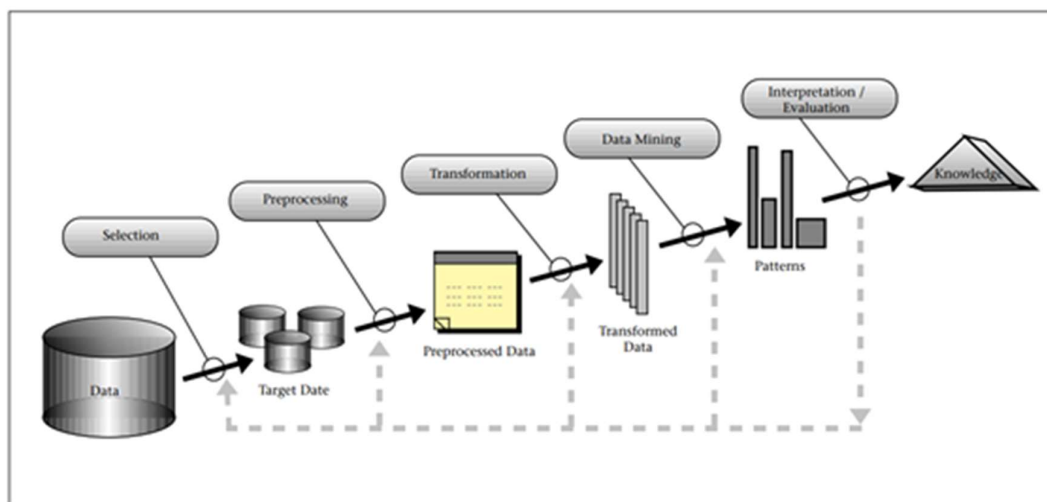 Interpretation /
Evaluation
Data Mining
Transformation
Preprocessing
Selection
Data
Target Date
Preprocessed Data
Transformed
Data
Patterns
Knowledge